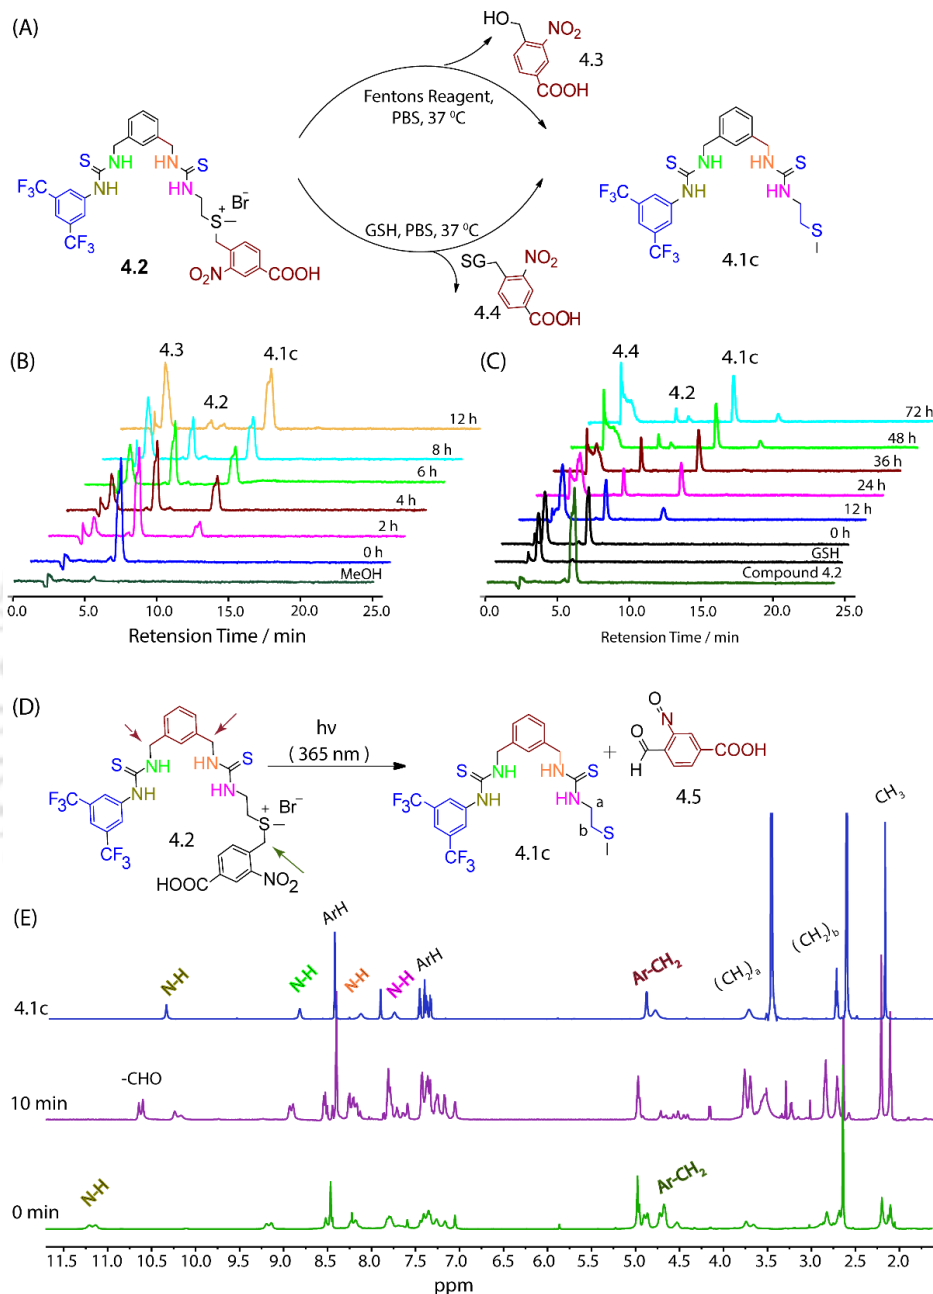 (A)
HO
NO₂
4.3
COOH
Fentons Reagent,
PBS, 37 ⁰C
S
NH
HN
S
F₃C
NH
HN
Br⁻
S⁺
CF₃
4.2
O₂N
COOH
GSH, PBS, 37 ⁰C
SG
NO₂
4.4
COOH
S
NH
HN
S
F₃C
NH
HN
S
CF₃
4.1c
(B)
4.3
4.1c
4.2
12 h
8 h
6 h
4 h
2 h
0 h
MeOH
0.0 5.0 10.0 15.0 20.0 25.0
Retension Time / min
(C)
4.4
4.1c
4.2
72 h
48 h
36 h
24 h
12 h
0 h
GSH
Compound 4.2
0.0 5.0 10.0 15.0 20.0 25.0
Retension Time / min
(D)
hν
( 365 nm )
S
NH
HN
S
F₃C
NH
HN
Br⁻
S⁺
CF₃
4.2
HOOC
NO₂
S
NH
HN
S
F₃C
NH
HN
a
b
S
CF₃
4.1c
+
O
N
O
H
COOH
4.5
(E)
N-H
N-H
ArH
N-H
N-H
ArH
Ar-CH₂
(CH₂)a
(CH₂)b
CH₃
4.1c
-CHO
10 min
N-H
Ar-CH₂
0 min
11.5 11.0 10.5 10.0 9.5 9.0 8.5 8.0 7.5 7.0 6.5 6.0 5.5 5.0 4.5 4.0 3.5 3.0 2.5 2.0
ppm